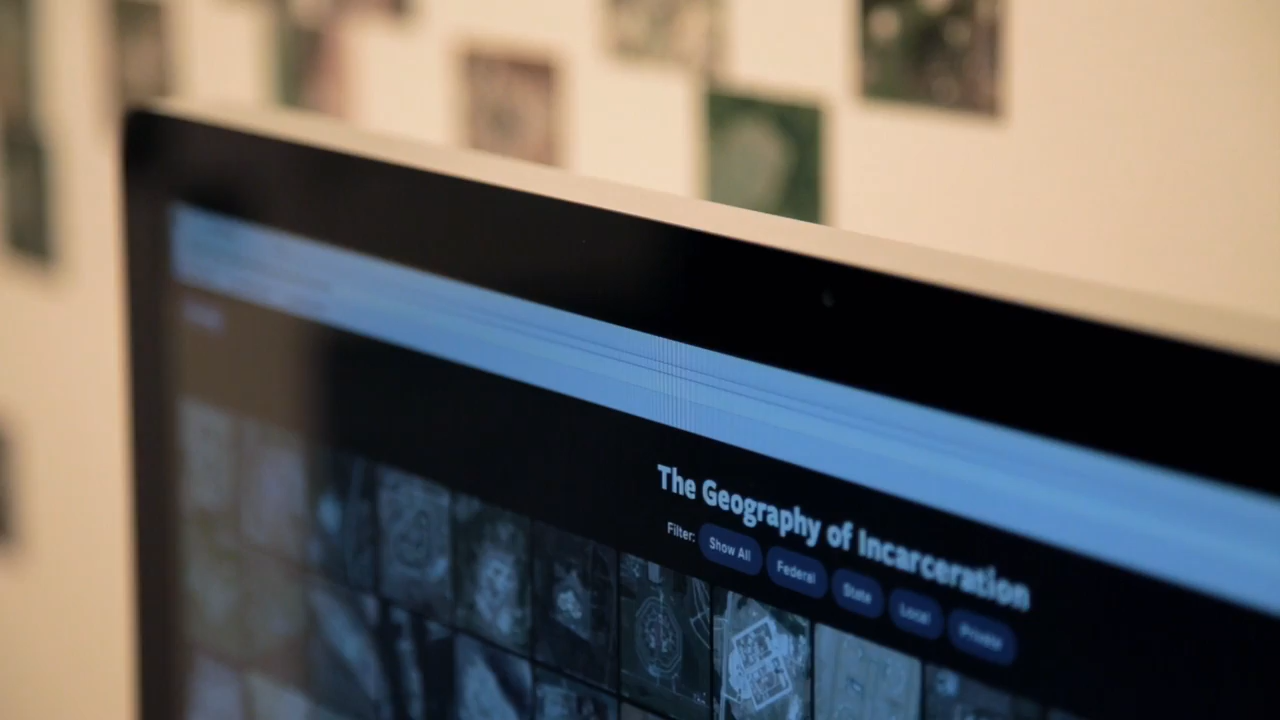 The Geography of Incarceration
Filter: Show All Federal State Local Private